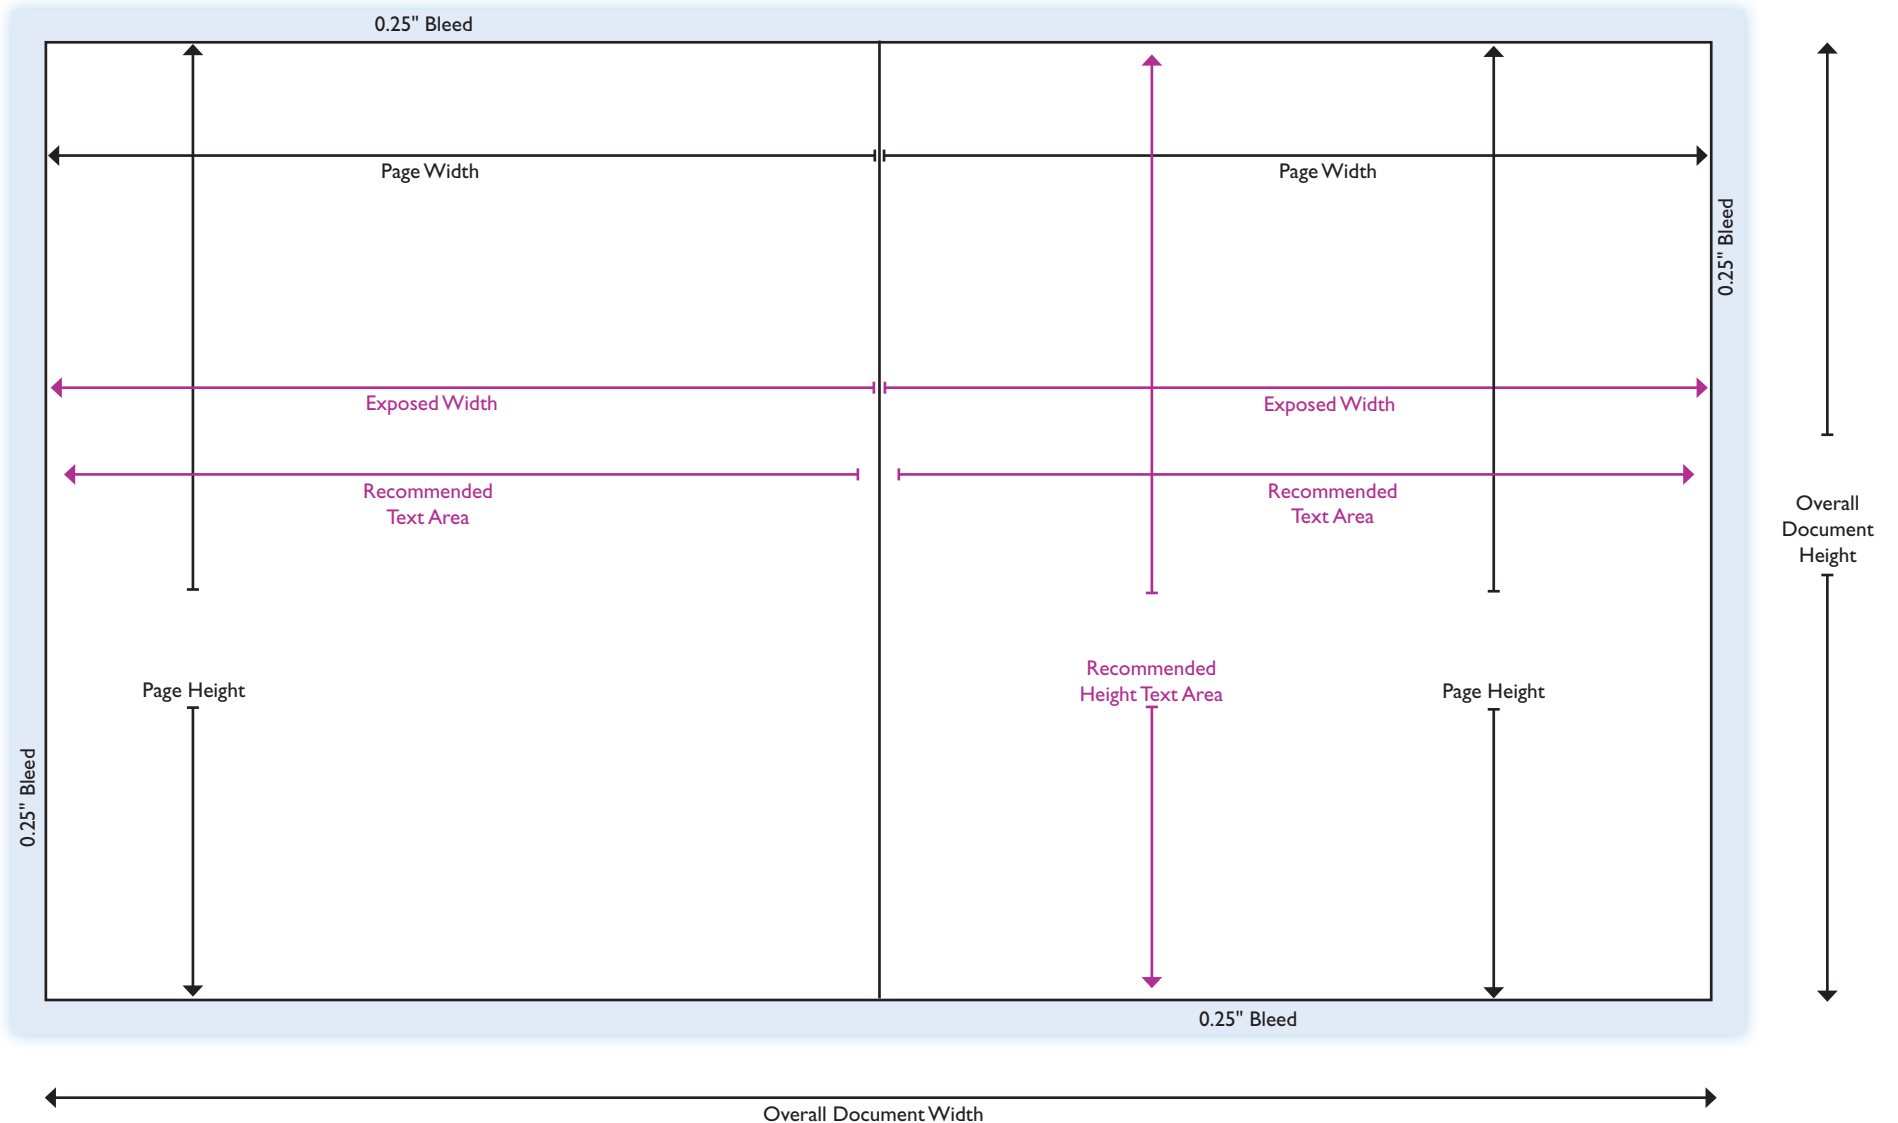 0.25" Bleed
Page Width
Page Width
0.25" Bleed
Exposed Width
Exposed Width
Recommended
Text Area
Recommended
Text Area
Overall
Document
Height
Recommended
Height Text Area
Page Height
Page Height
0.25" Bleed
0.25" Bleed
Overall Document Width